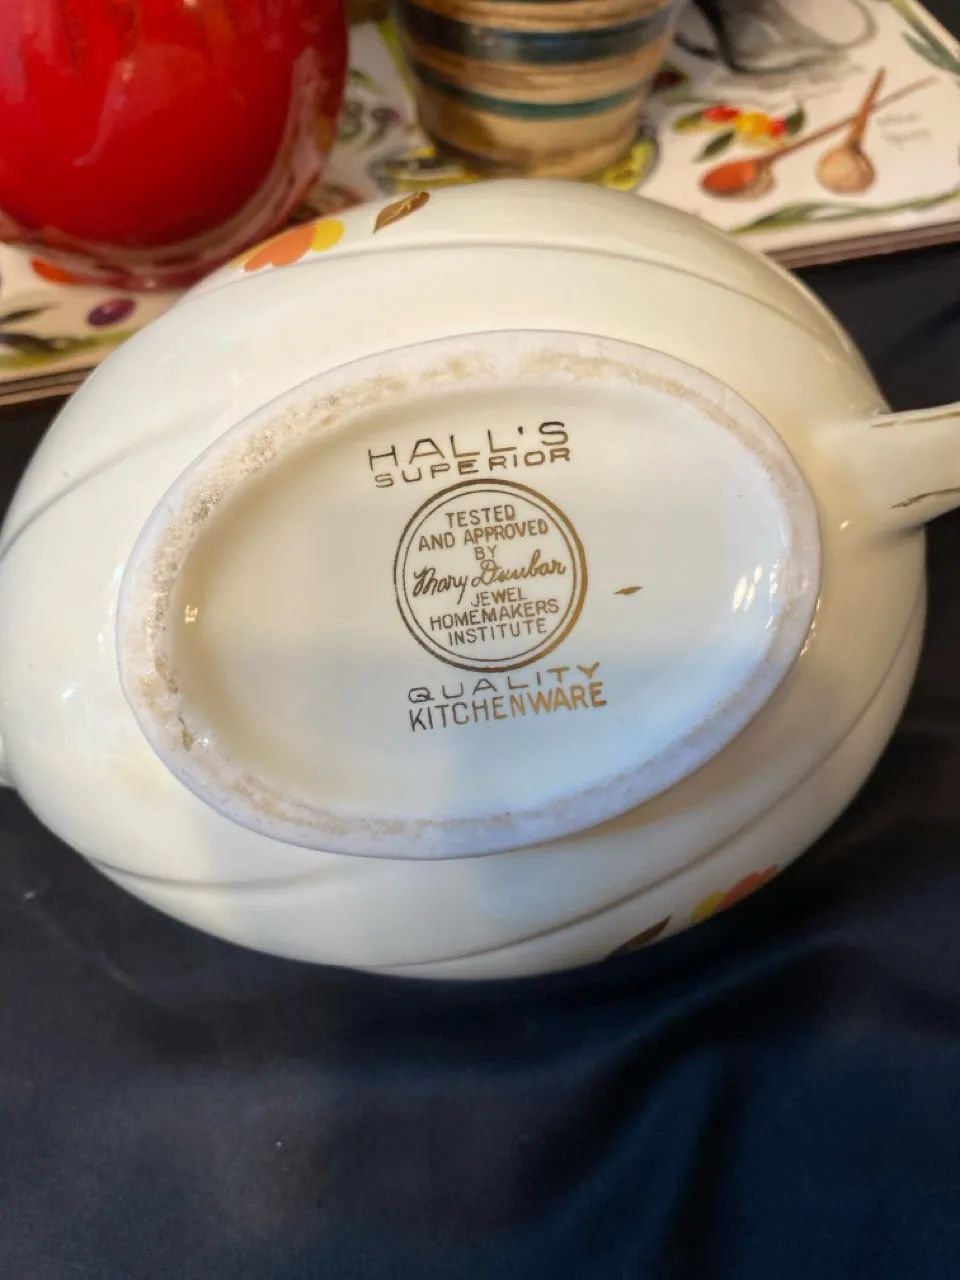 HALL'S
SUPERIOR
TESTED
AND APPROVED
BY
Mary Dunbar
JEWEL
HOMEMAKERS
INSTITUTE
QUALITY
KITCHENWARE